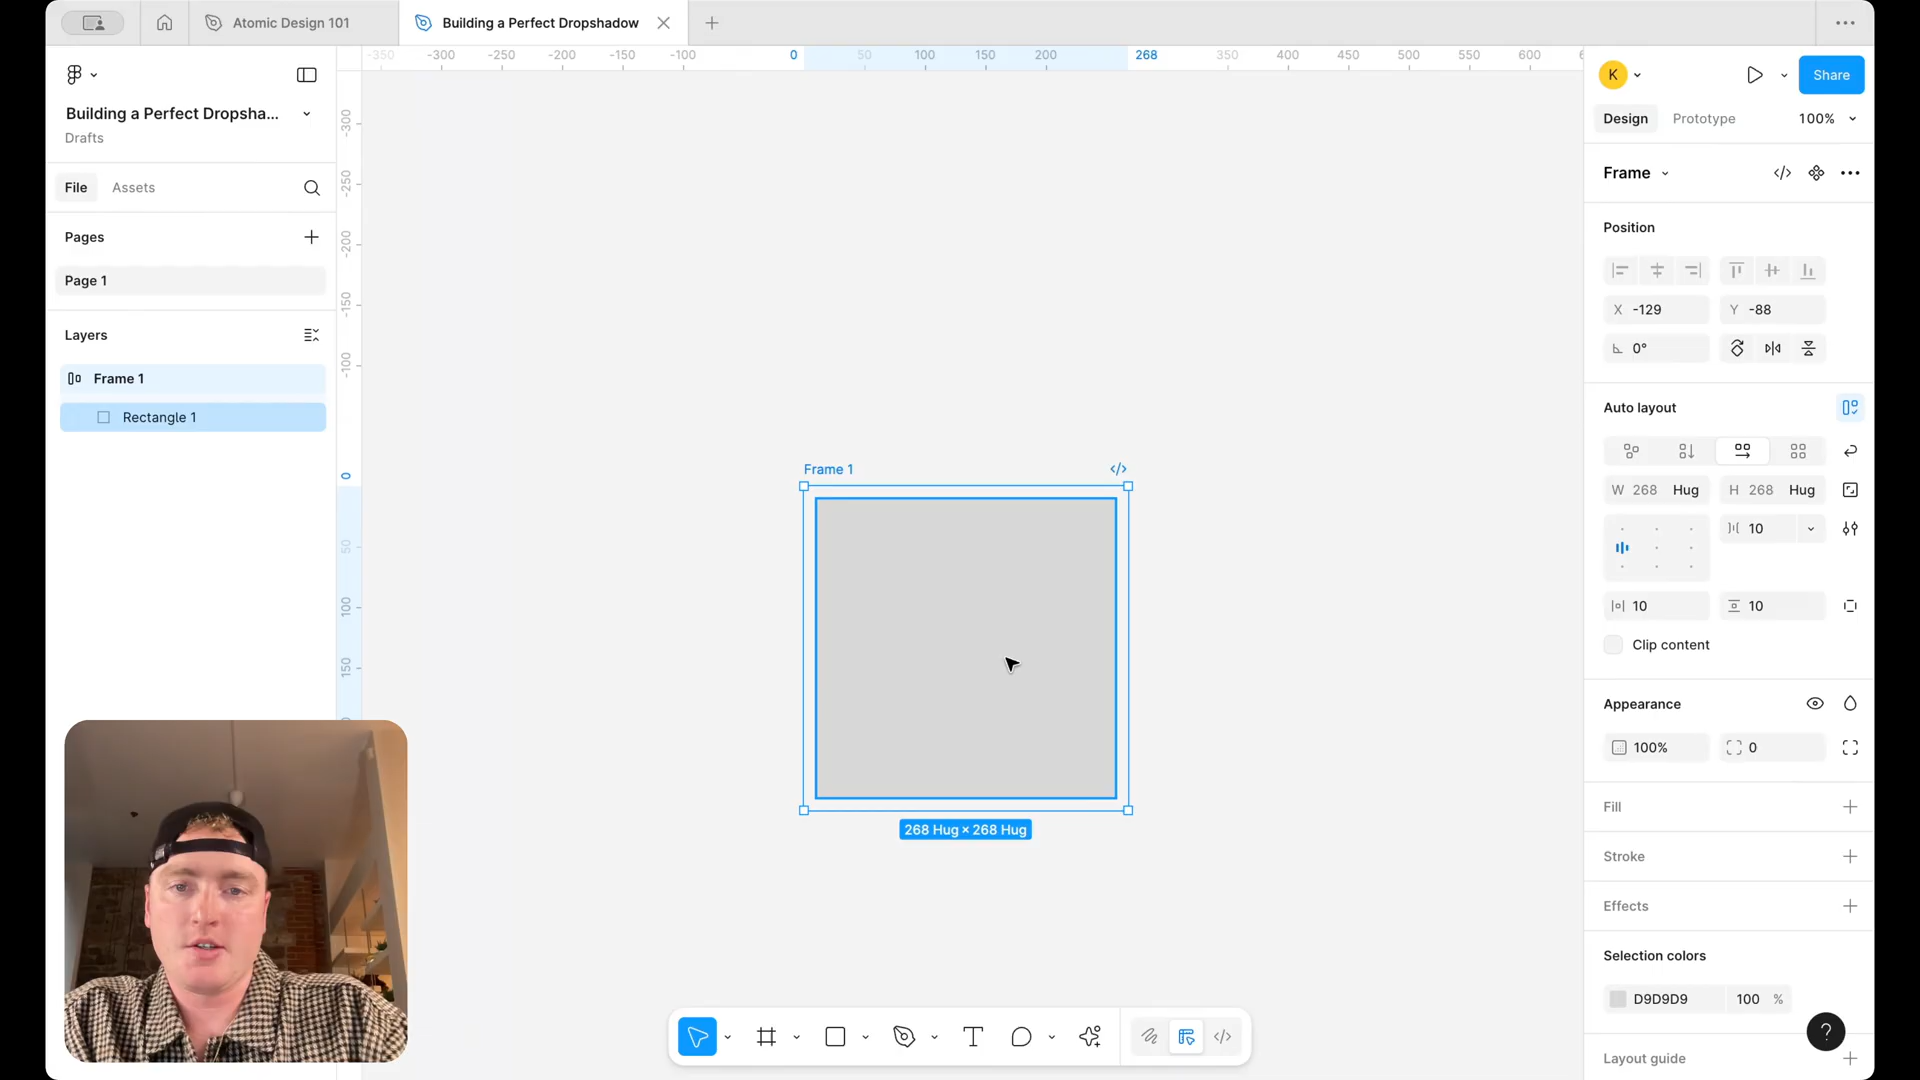 Atomic Design 101
Building a Perfect Dropshadow
-350 -300 -250 -200 -150 -100 0 50 100 150 200 268 350 400 450 500 550 600
K
Share
Building a Perfect Dropsha...
Drafts
Design Prototype 100%
File Assets
Frame
Pages
Page 1
Position
X -129 Y -88
0°
Layers
Frame 1
Rectangle 1
-300
-250
-200
-150
-100
0
50
100
150
Auto layout
W 268 Hug H 268 Hug
10
10 10
Clip content
Frame 1
268 Hug × 268 Hug
Appearance
100% 0
Fill
Stroke
Effects
Selection colors
D9D9D9 100 %
?
Layout guide